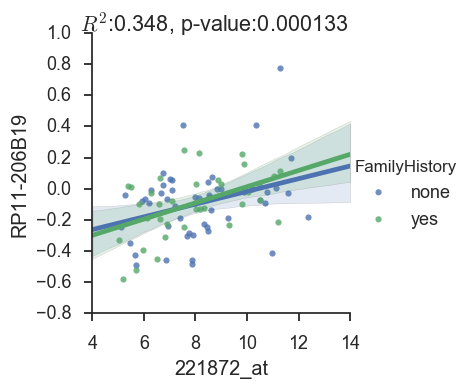 R²:0.348, p-value:0.000133
1.0
0.8
0.6
0.4
0.2
0.0
−0.2
−0.4
−0.6
−0.8
RP11-206B19
4 6 8 10 12 14
221872_at
FamilyHistory
none
yes